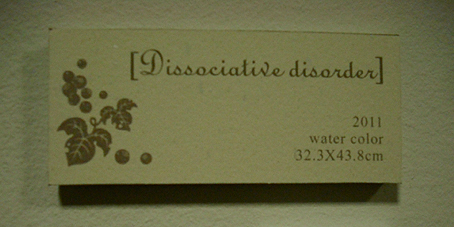 [Dissociative disorder]
2011
water color
32.3X43.8cm